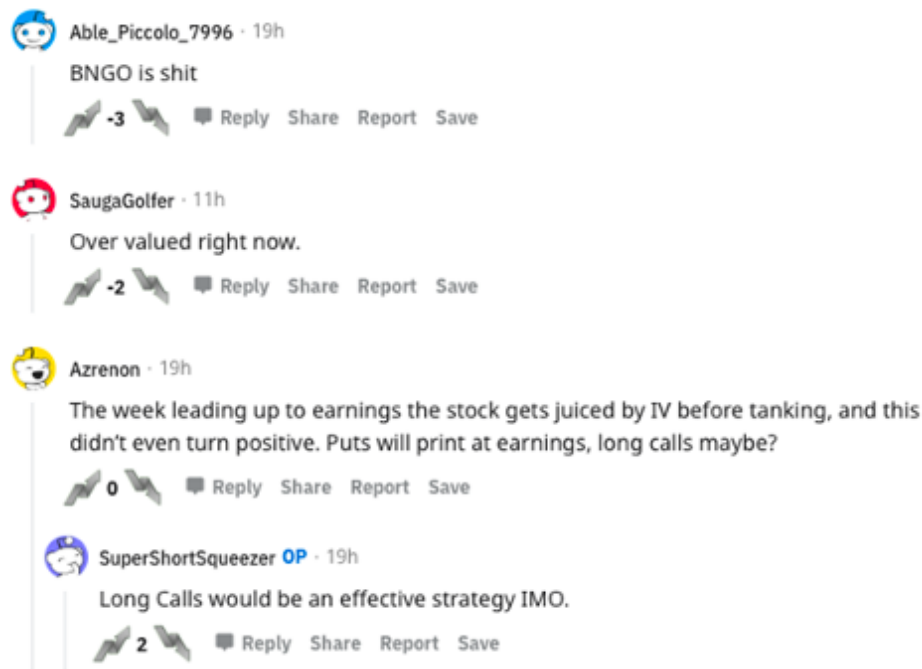 Able_Piccolo_7996 · 19h
BNGO is shit
-3 Reply Share Report Save
SaugaGolfer · 11h
Over valued right now.
-2 Reply Share Report Save
Azrenon · 19h
The week leading up to earnings the stock gets juiced by IV before tanking, and this
didn't even turn positive. Puts will print at earnings, long calls maybe?
0 Reply Share Report Save
SuperShortSqueezer OP · 19h
Long Calls would be an effective strategy IMO.
2 Reply Share Report Save